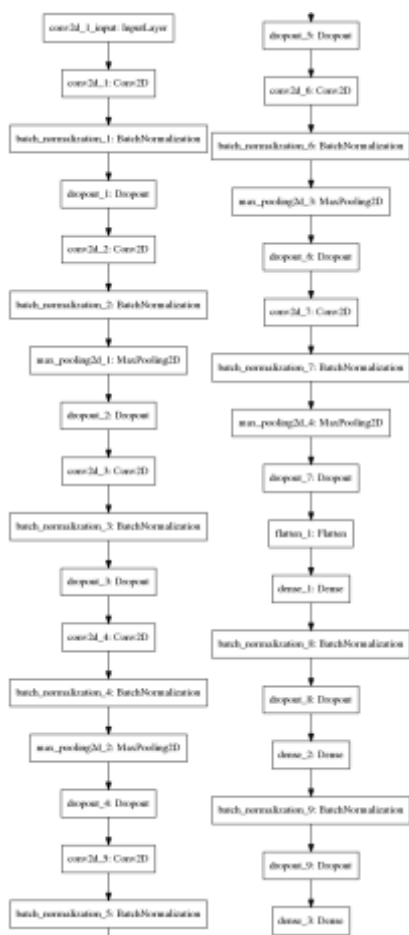 conv2d_1_input: InputLayer
conv2d_1: Conv2D
batch_normalization_1: BatchNormalization
dropout_1: Dropout
conv2d_2: Conv2D
batch_normalization_2: BatchNormalization
max_pooling2d_1: MaxPooling2D
dropout_2: Dropout
conv2d_3: Conv2D
batch_normalization_3: BatchNormalization
dropout_3: Dropout
conv2d_4: Conv2D
batch_normalization_4: BatchNormalization
max_pooling2d_2: MaxPooling2D
dropout_4: Dropout
conv2d_5: Conv2D
batch_normalization_5: BatchNormalization
dropout_5: Dropout
conv2d_6: Conv2D
batch_normalization_6: BatchNormalization
max_pooling2d_3: MaxPooling2D
dropout_6: Dropout
conv2d_7: Conv2D
batch_normalization_7: BatchNormalization
max_pooling2d_4: MaxPooling2D
dropout_7: Dropout
flatten_1: Flatten
dense_1: Dense
batch_normalization_8: BatchNormalization
dropout_8: Dropout
dense_2: Dense
batch_normalization_9: BatchNormalization
dropout_9: Dropout
dense_3: Dense